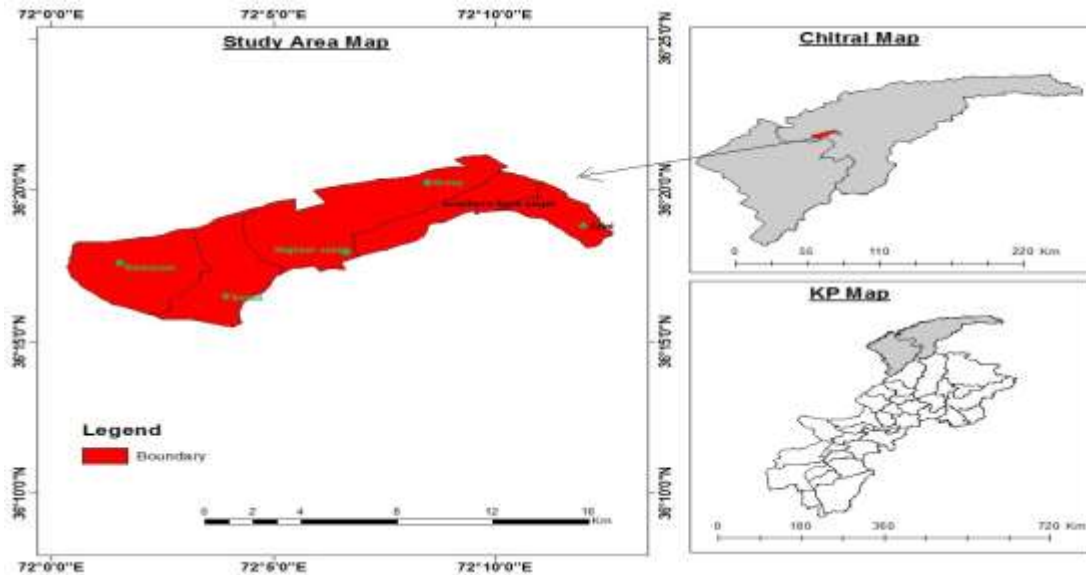 72°0'0"E 72°5'0"E 72°10'0"E
Study Area Map
36°25'0"N
36°20'0"N
36°20'0"N
36°15'0"N
36°15'0"N
36°10'0"N
36°10'0"N
Legend
Boundary
0 2 4 8 12 16
Km
72°0'0"E 72°5'0"E 72°10'0"E
Chitral Map
0 55 110 220 Km
KP Map
0 180 360 720 Km